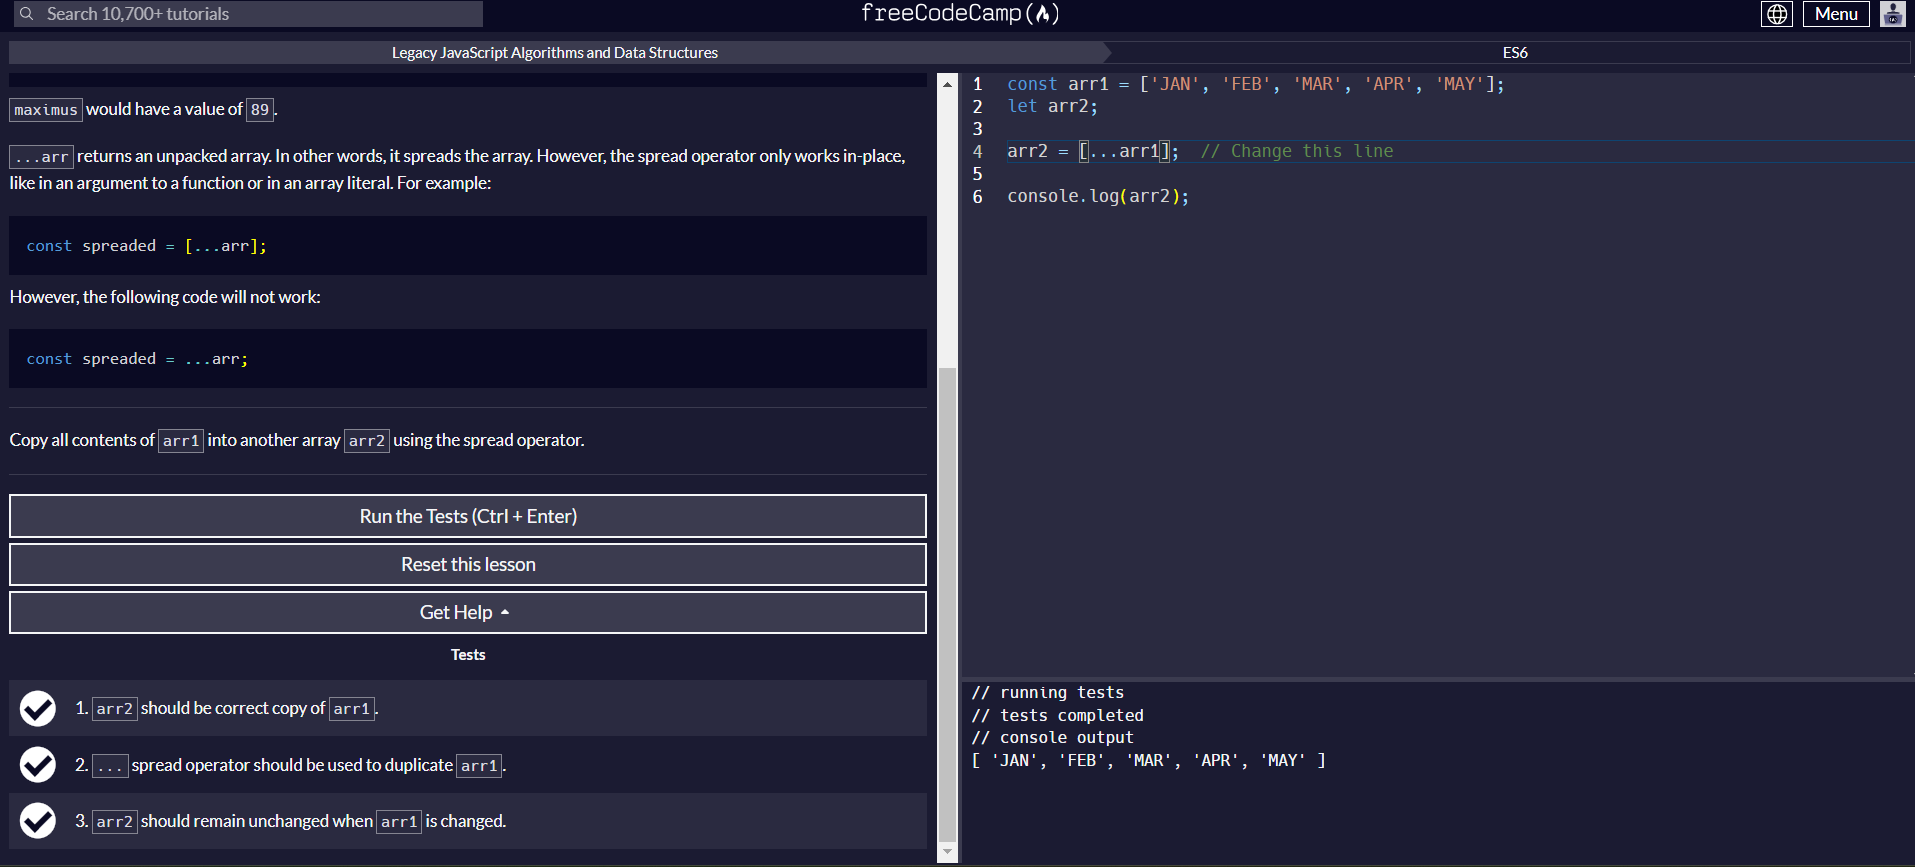 Search 10,700+ tutorials
freeCodeCamp
Menu
Legacy JavaScript Algorithms and Data Structures
ES6
maximus would have a value of 89.
...arr returns an unpacked array. In other words, it spreads the array. However, the spread operator only works in-place,
like in an argument to a function or in an array literal. For example:
const spreaded = [...arr];
However, the following code will not work:
const spreaded = ...arr;
Copy all contents of arr1 into another array arr2 using the spread operator.
Run the Tests (Ctrl + Enter)
Reset this lesson
Get Help
Tests
1. arr2 should be correct copy of arr1.
2. ... spread operator should be used to duplicate arr1.
3. arr2 should remain unchanged when arr1 is changed.
1 const arr1 = ['JAN', 'FEB', 'MAR', 'APR', 'MAY'];
2 let arr2;
3
4 arr2 = [...arr1];  // Change this line
5
6 console.log(arr2);
// running tests
// tests completed
// console output
[ 'JAN', 'FEB', 'MAR', 'APR', 'MAY' ]